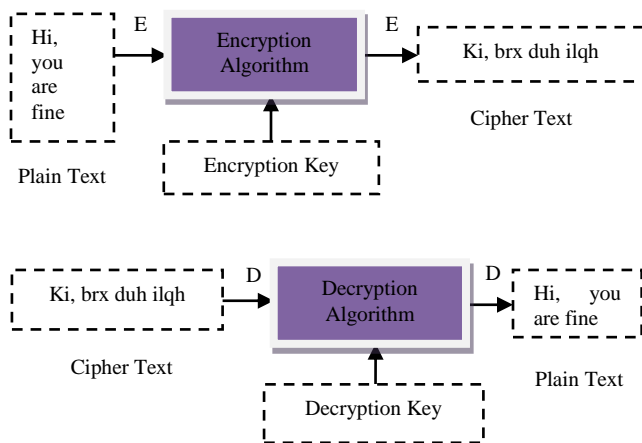 Hi,
you
are
fine
E
Encryption
Algorithm
E
Ki, brx duh ilqh
Cipher Text
Encryption Key
Plain Text
Ki, brx duh ilqh
D
Decryption
Algorithm
D
Hi, you
are fine
Cipher Text
Plain Text
Decryption Key